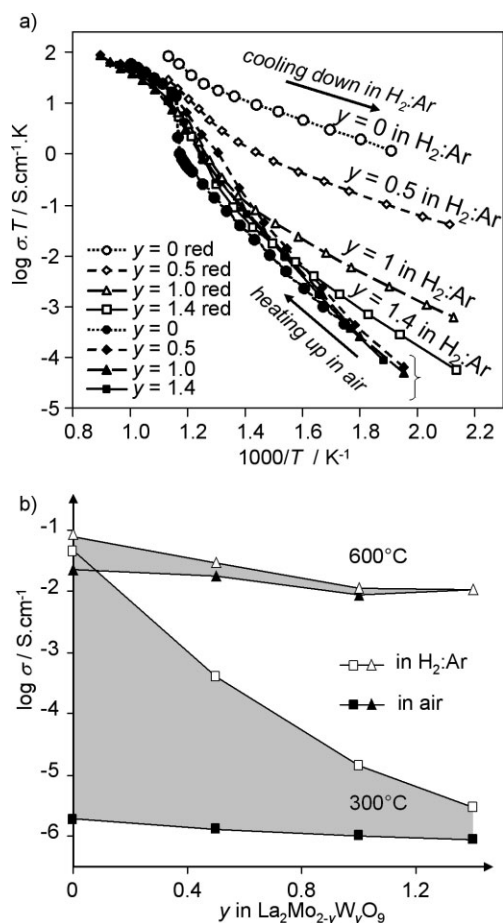 a)
2
1
0
-1
-2
-3
-4
-5
log σ.T / S.cm⁻¹.K
cooling down in H₂:Ar
y = 0 in H₂:Ar
y = 0.5 in H₂:Ar
y = 1 in H₂:Ar
y = 1.4 in H₂:Ar
heating up in air
y = 0 red
y = 0.5 red
y = 1.0 red
y = 1.4 red
y = 0
y = 0.5
y = 1.0
y = 1.4
0.8 1.0 1.2 1.4 1.6 1.8 2.0 2.2
1000/T / K⁻¹
b)
-1
-2
-3
-4
-5
-6
log σ / S.cm⁻¹
600°C
in H₂:Ar
in air
300°C
0 0.4 0.8 1.2
y in La₂Mo₂₋yWyO₉